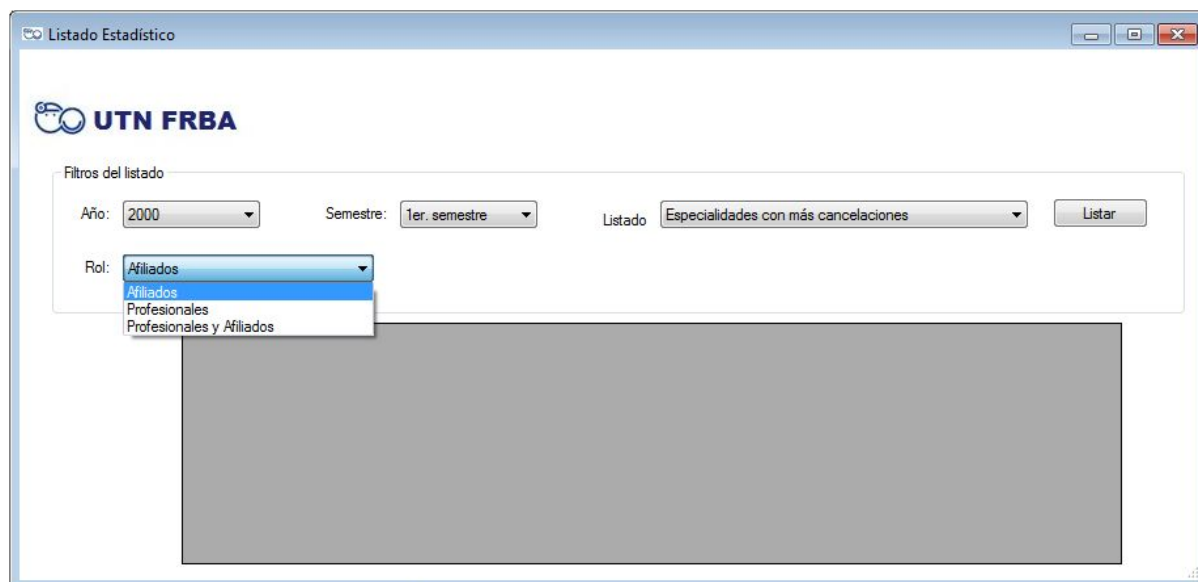 Listado Estadístico
UTN FRBA
Filtros del listado
Año: 2000 Semestre: 1er. semestre Listado Especialidades con más cancelaciones Listar
Rol: Afiliados
Afiliados
Profesionales
Profesionales y Afiliados